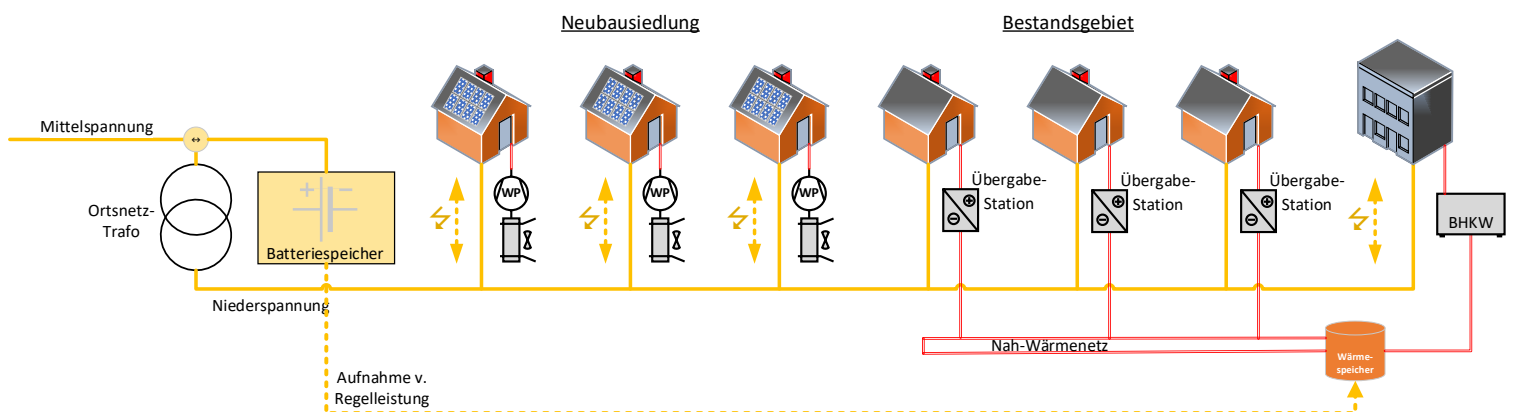 Neubausiedlung
Bestandsgebiet
Mittelspannung
↔
Ortsnetz-
Trafo
+ −
Batteriespeicher
WP
WP
WP
Übergabe-
Station
Übergabe-
Station
Übergabe-
Station
BHKW
Niederspannung
Nah-Wärmenetz
Wärme-
speicher
Aufnahme v.
Regelleistung